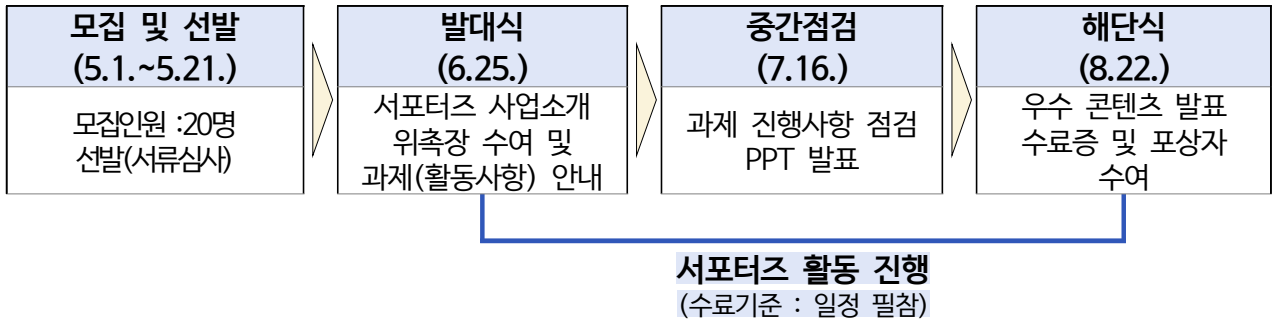 모집 및 선발
(5.1.~5.21.)
모집인원 :20명
선발(서류심사)
발대식
(6.25.)
서포터즈 사업소개
위촉장 수여 및
과제(활동사항) 안내
중간점검
(7.16.)
과제 진행사항 점검
PPT 발표
해단식
(8.22.)
우수 콘텐츠 발표
수료증 및 포상자
수여
서포터즈 활동 진행
(수료기준 : 일정 필참)